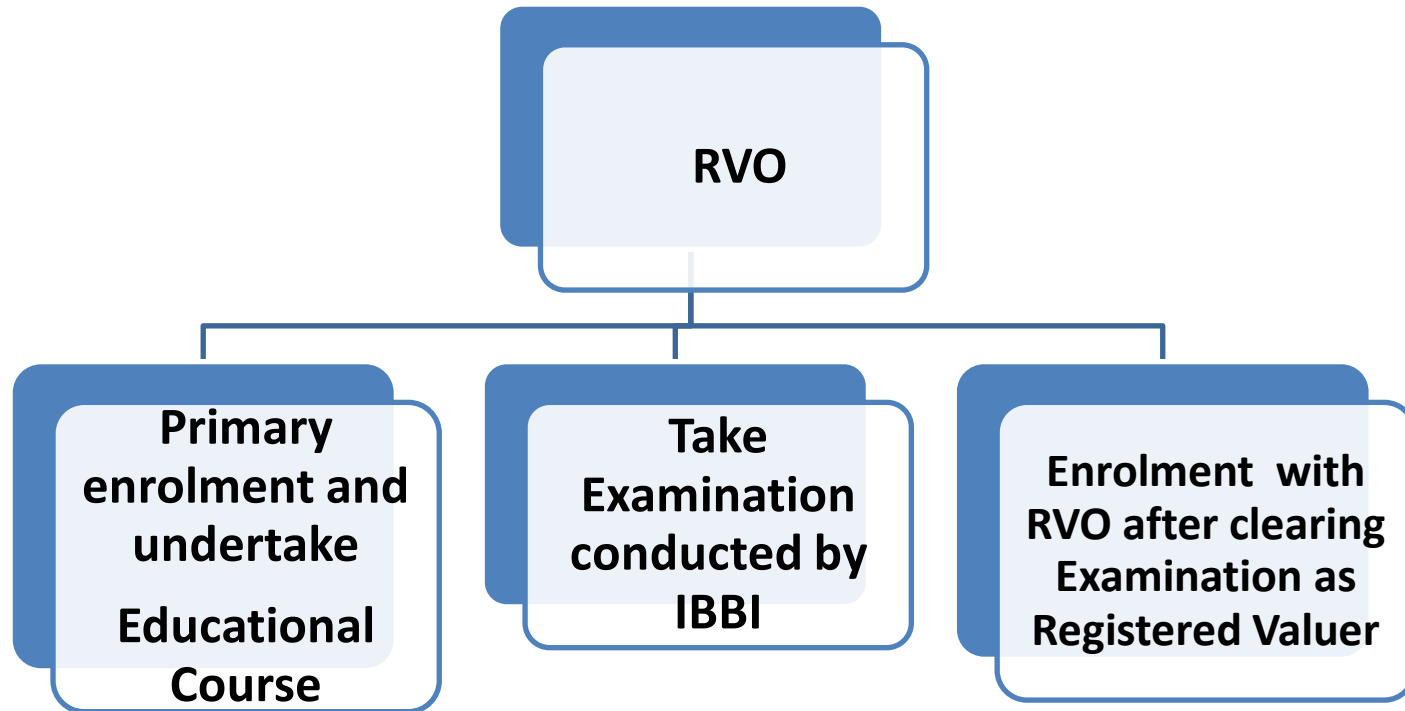 RVO
Primary
enrolment and
undertake
Educational
Course
Take
Examination
conducted by
IBBI
Enrolment with
RVO after clearing
Examination as
Registered Valuer